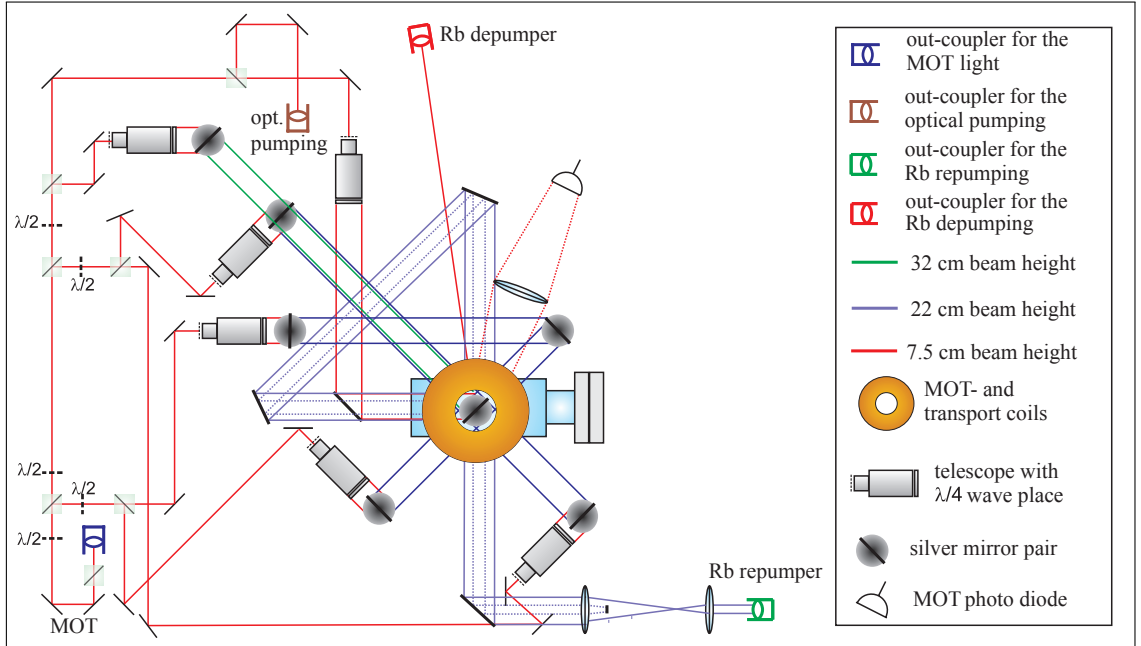 Rb depumper
opt.
pumping
λ/2
λ/2
λ/2
λ/2
λ/2
MOT
Rb repumper
out-coupler for the
MOT light
out-coupler for the
optical pumping
out-coupler for the
Rb repumping
out-coupler for the
Rb depumping
32 cm beam height
22 cm beam height
7.5 cm beam height
MOT- and
transport coils
telescope with
λ/4 wave place
silver mirror pair
MOT photo diode